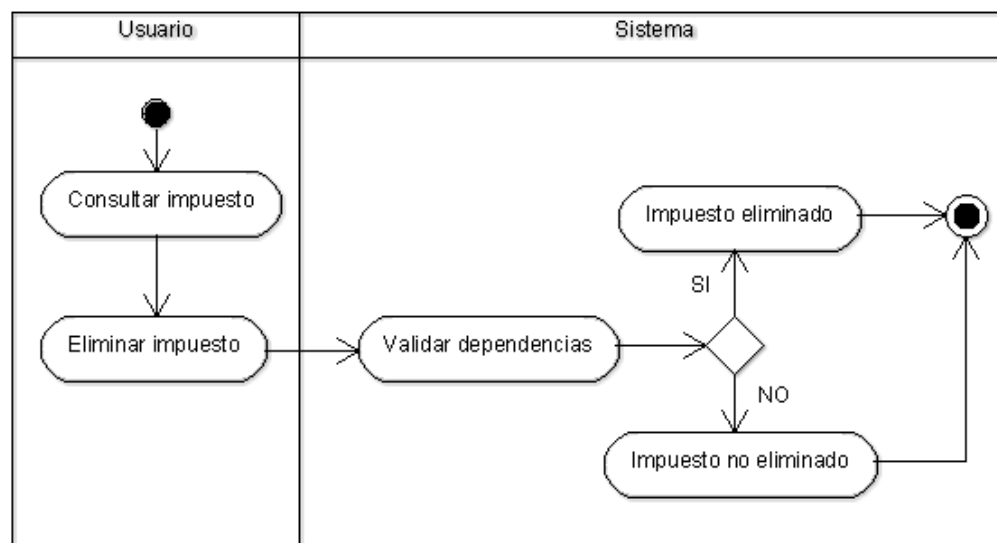 Usuario
Sistema
Consultar impuesto
Impuesto eliminado
SI
Eliminar impuesto
Validar dependencias
NO
Impuesto no eliminado